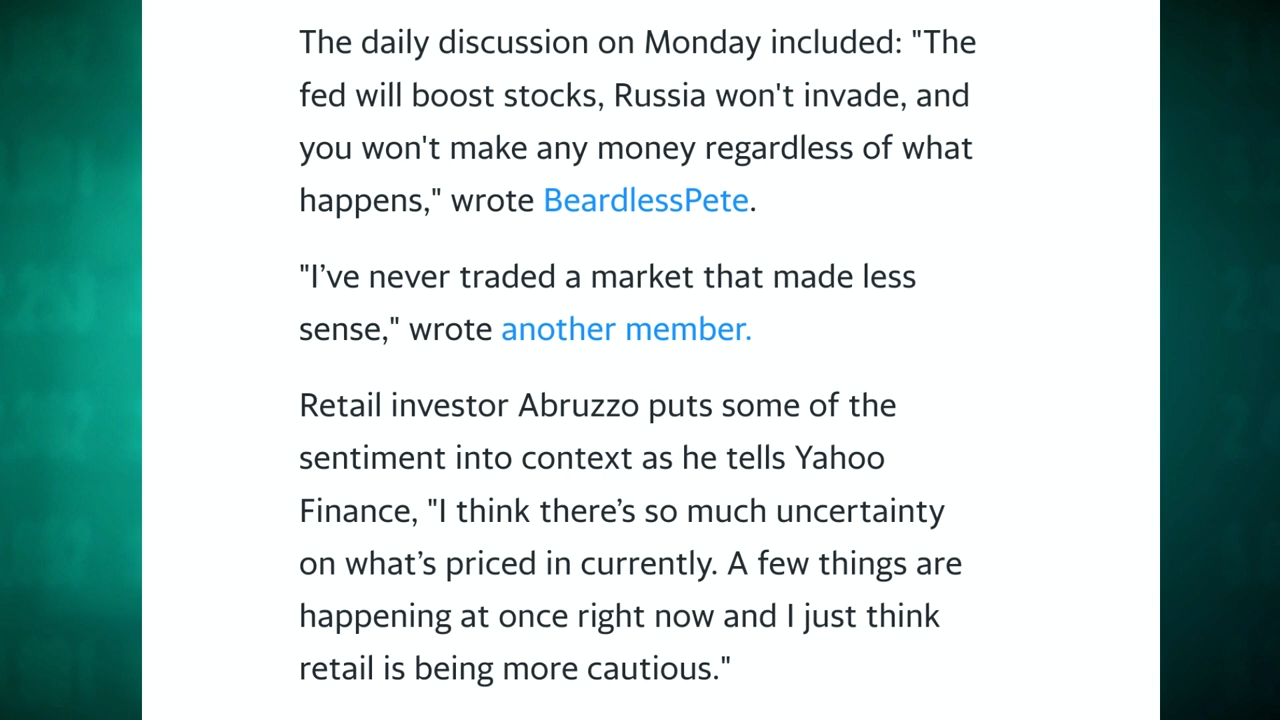 The daily discussion on Monday included: "The
fed will boost stocks, Russia won't invade, and
you won't make any money regardless of what
happens," wrote BeardlessPete.
"I’ve never traded a market that made less
sense," wrote another member.
Retail investor Abruzzo puts some of the
sentiment into context as he tells Yahoo
Finance, "I think there’s so much uncertainty
on what’s priced in currently. A few things are
happening at once right now and I just think
retail is being more cautious."